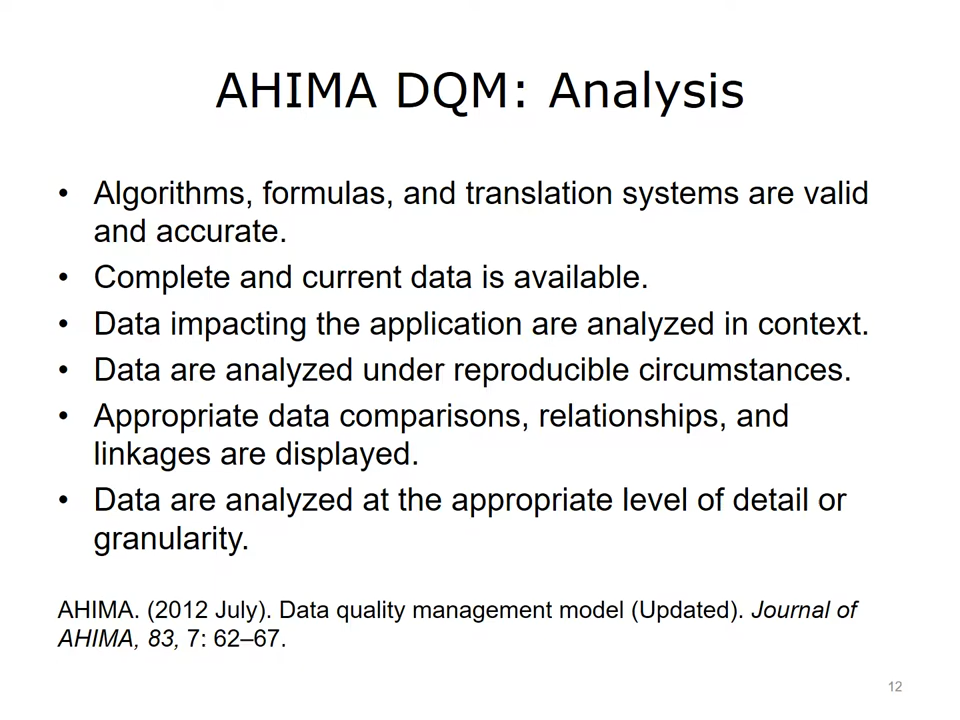 AHIMA DQM: Analysis
• Algorithms, formulas, and translation systems are valid
and accurate.
• Complete and current data is available.
• Data impacting the application are analyzed in context.
• Data are analyzed under reproducible circumstances.
• Appropriate data comparisons, relationships, and
linkages are displayed.
• Data are analyzed at the appropriate level of detail or
granularity.
AHIMA. (2012 July). Data quality management model (Updated). Journal of
AHIMA, 83, 7: 62–67.
12